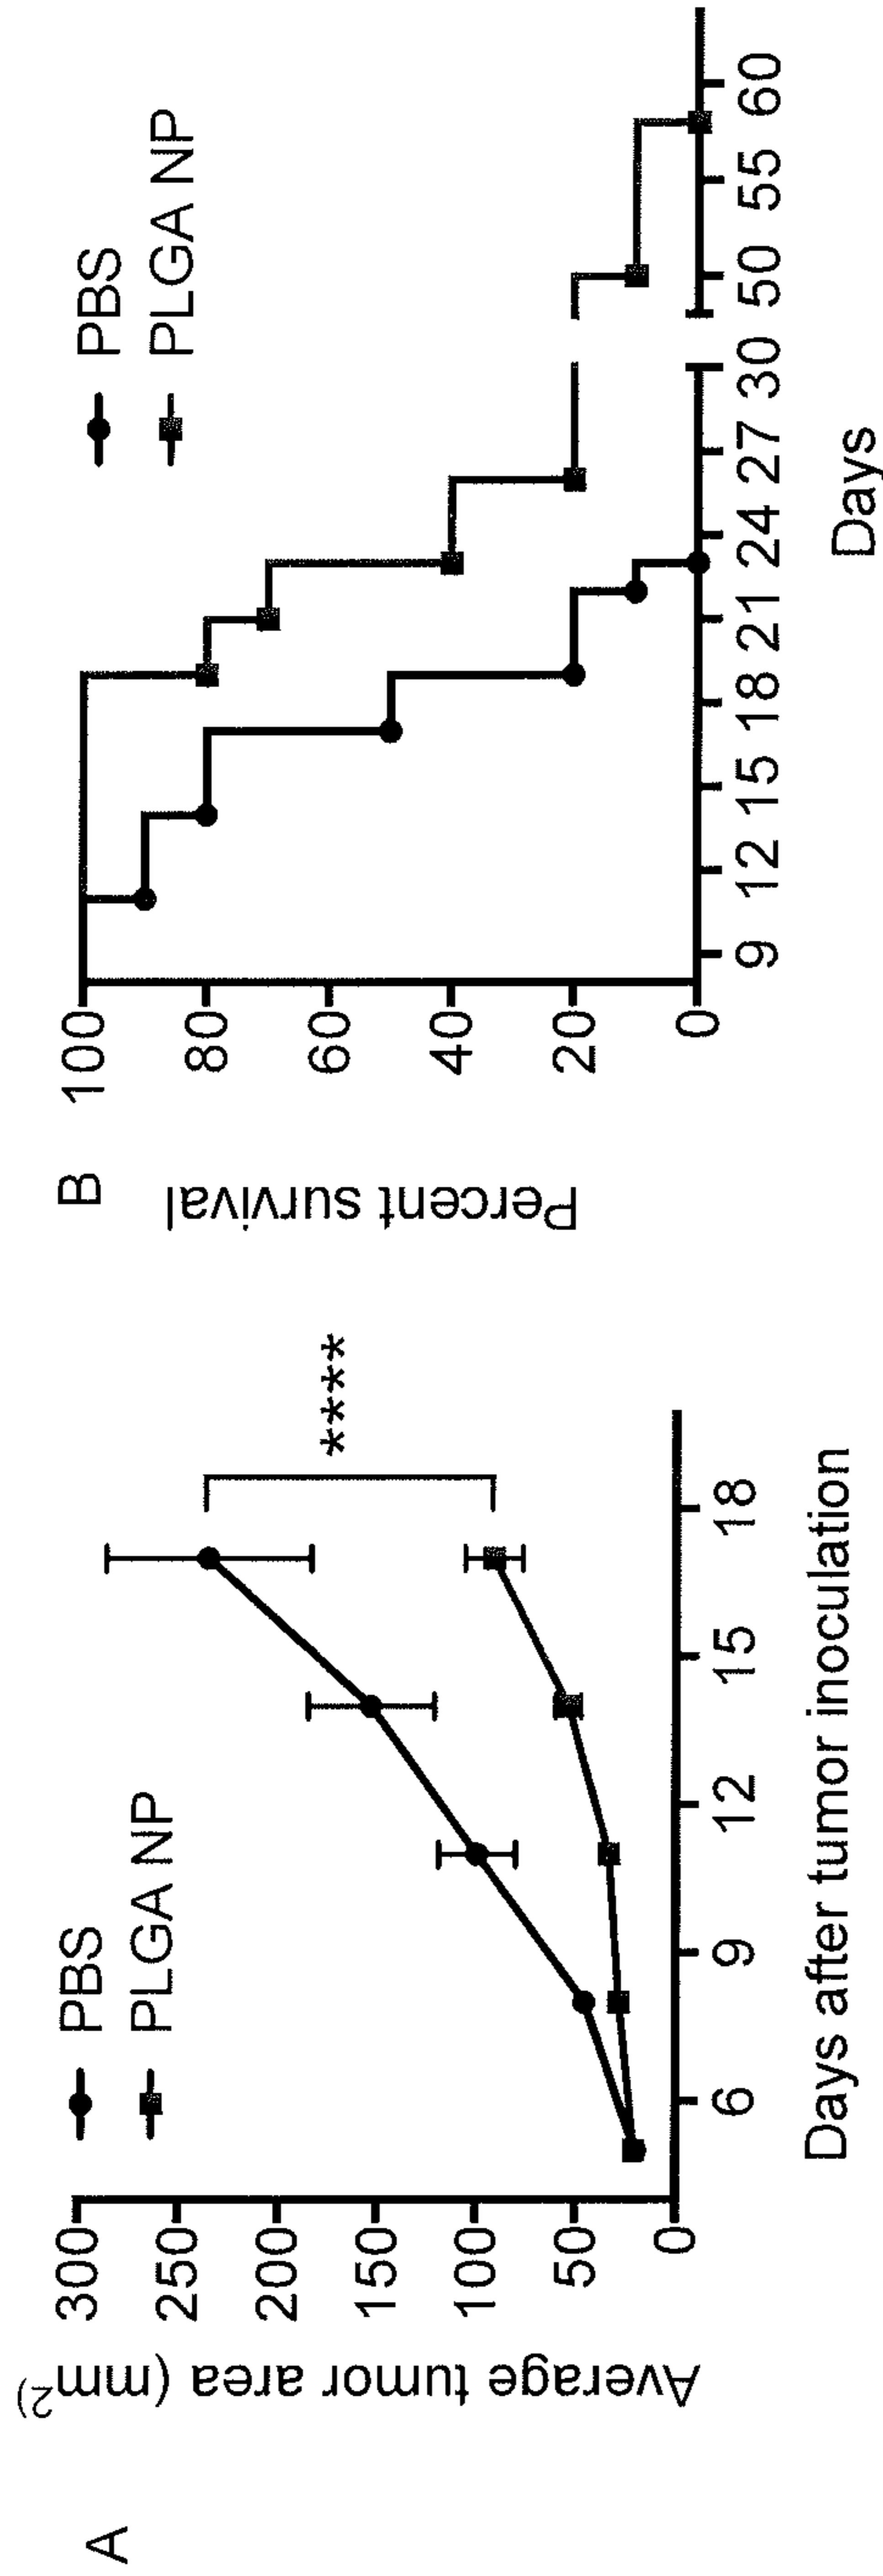 A
Average tumor area (mm²)
300
250
200
150
100
50
0
PBS
PLGA NP
****
6 9 12 15 18
Days after tumor inoculation
B
Percent survival
100
80
60
40
20
0
PBS
PLGA NP
9 12 15 18 21 24 27 30 50 55 60
Days